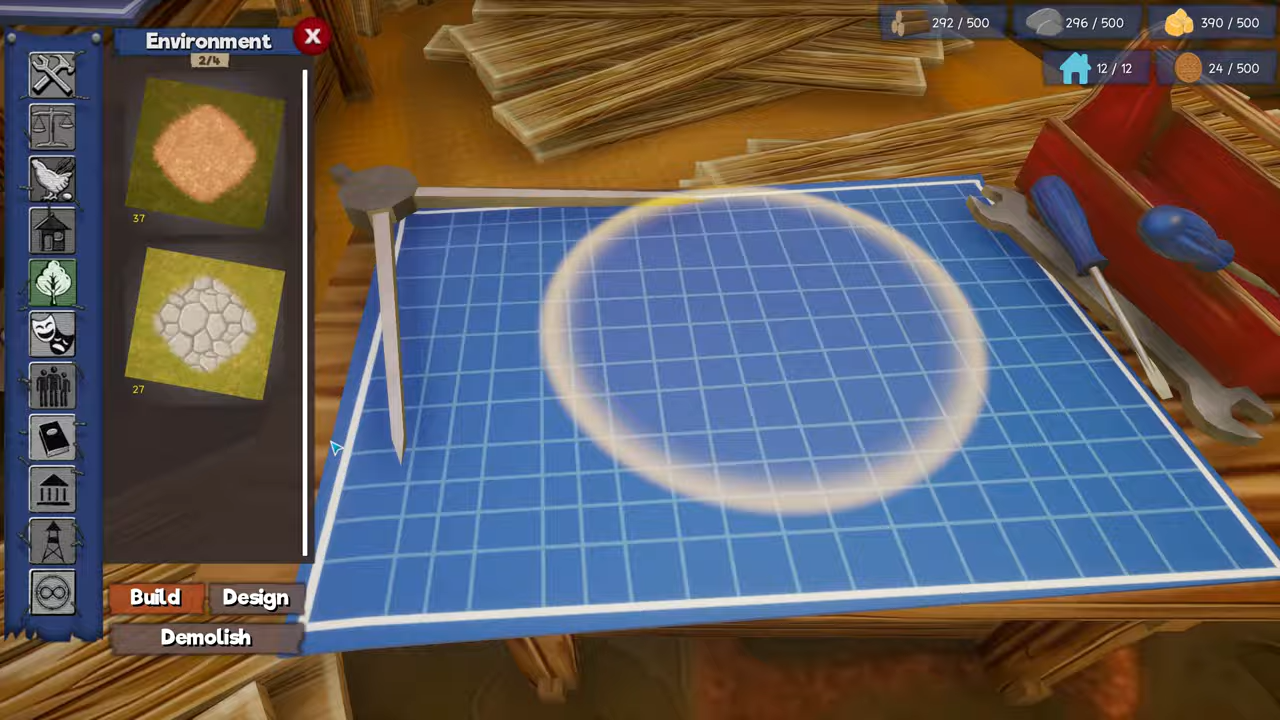 Environment
X
2/4
37
27
Build
Design
Demolish
292 / 500
296 / 500
390 / 500
12 / 12
24 / 500